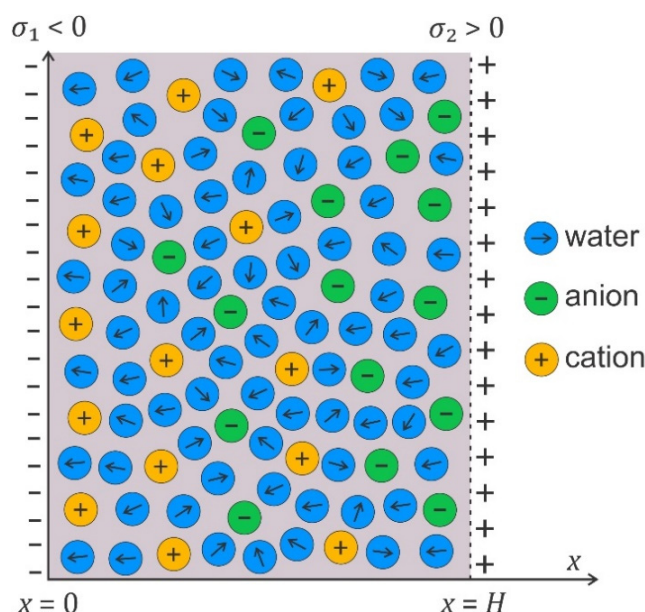 σ₁ < 0
σ₂ > 0
water
anion
cation
x
x = 0
x = H